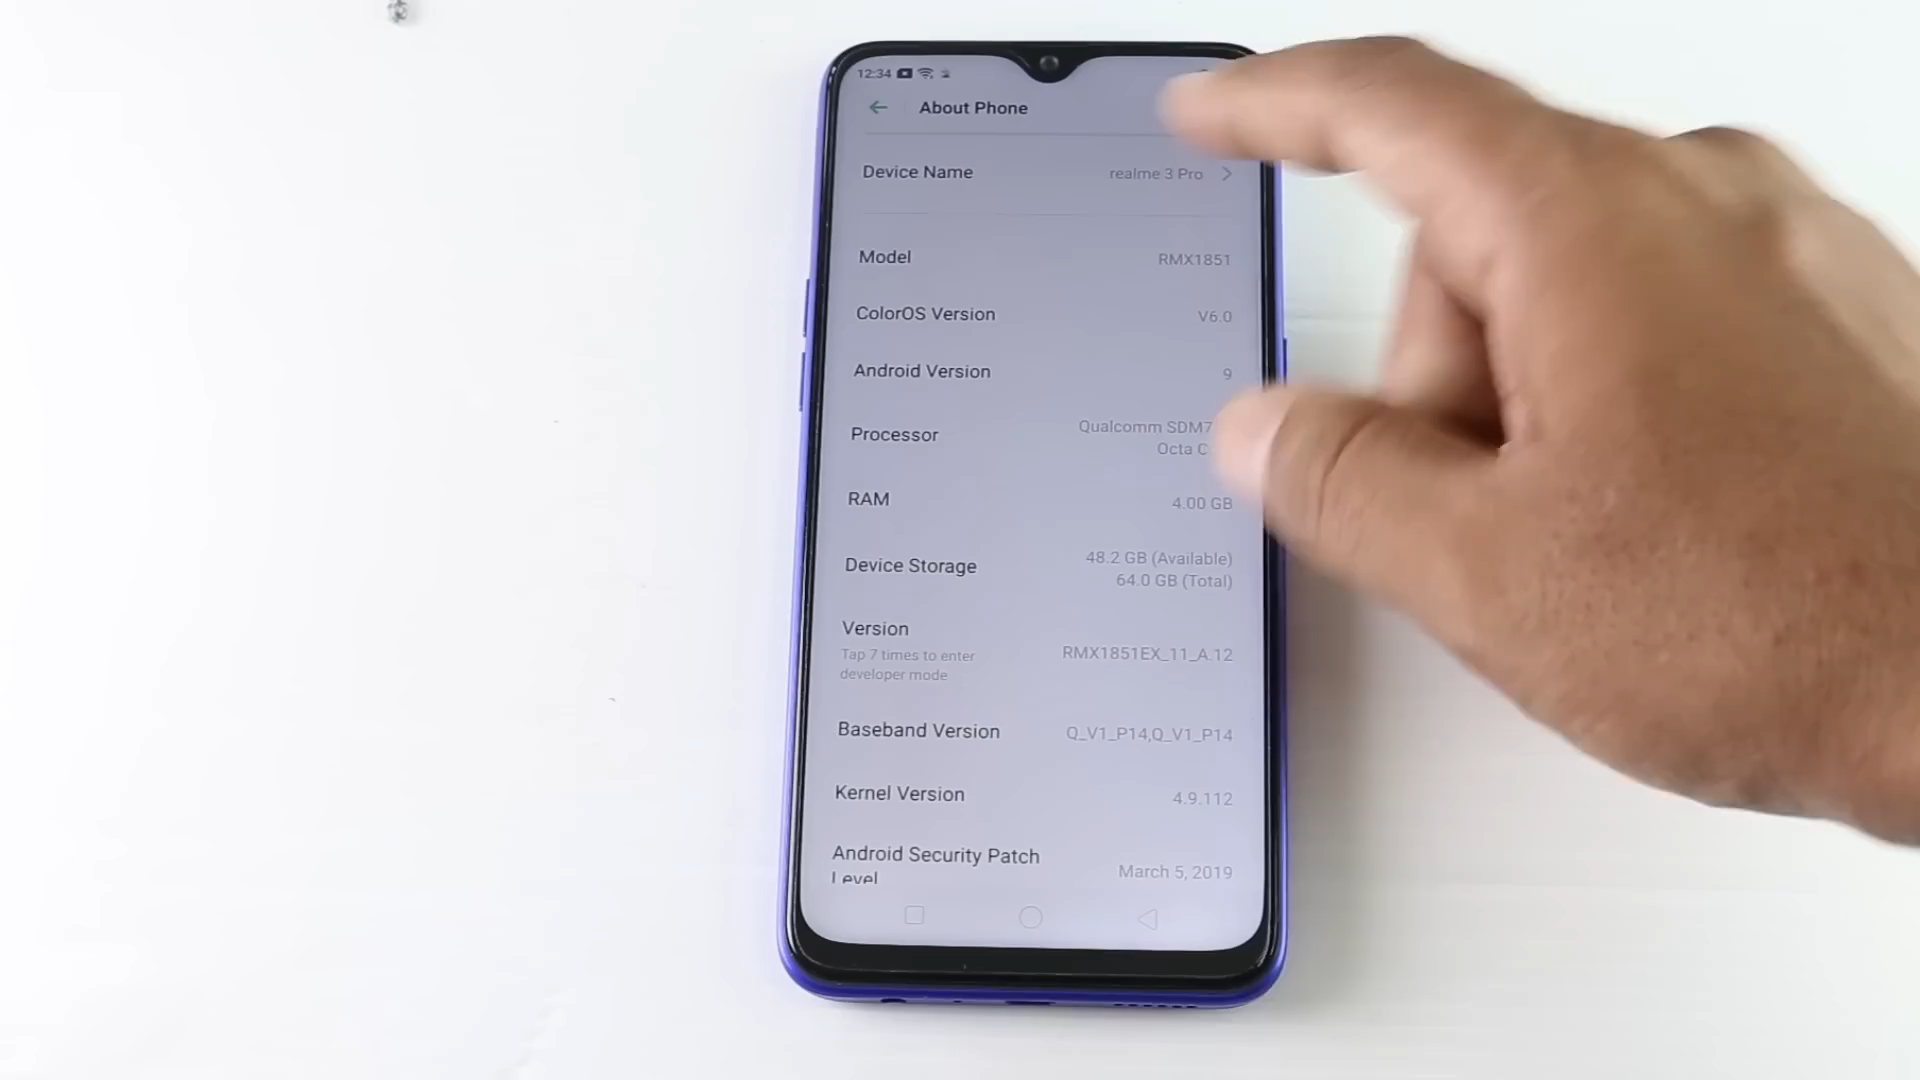 12:34
About Phone
Device Name
realme 3 Pro
Model
RMX1851
ColorOS Version
V6.0
Android Version
9
Processor
Qualcomm
Octa
RAM
4.00 GB
Device Storage
48.2 GB (Available)
64.0 GB (Total)
Version
Tap 7 times to enter
developer mode
RMX1851EX_11_A.12
Baseband Version
Q_V1_P14,Q_V1_P14
Kernel Version
4.9.112
Android Security Patch
Level
March 5, 2019